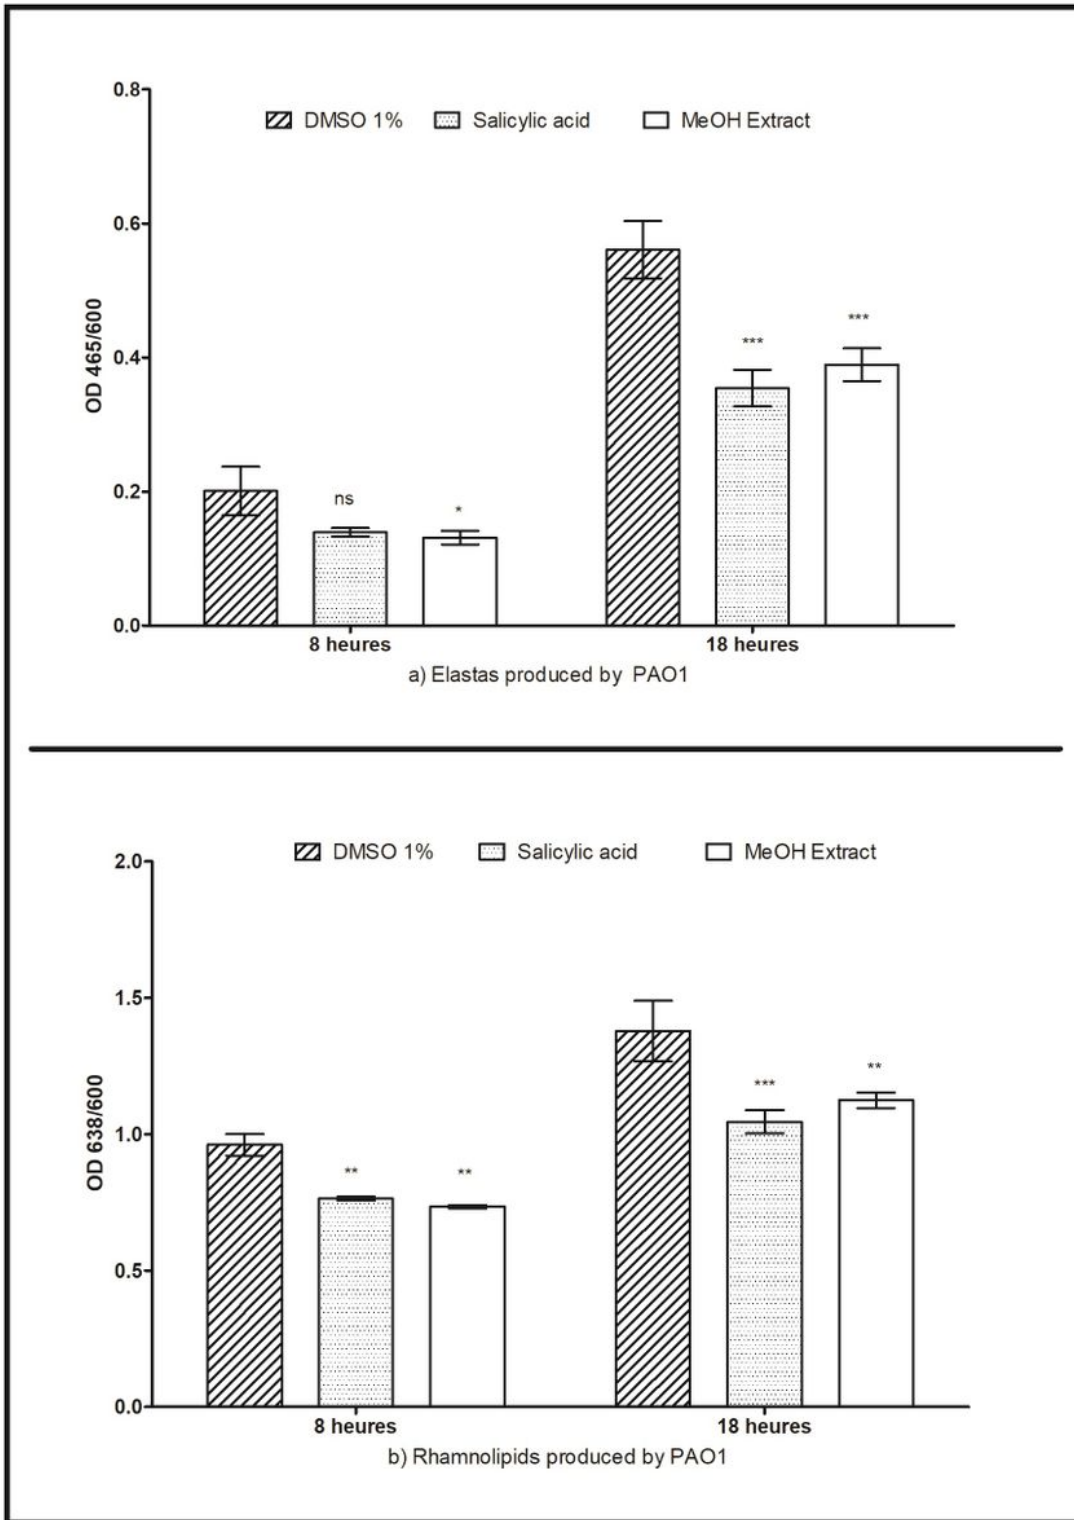 0.8
DMSO 1% Salicylic acid MeOH Extract
0.6
***
***
0.4
OD 465/600
0.2
ns
*
0.0
8 heures 18 heures
a) Elastas produced by PAO1
DMSO 1% Salicylic acid MeOH Extract
2.0
1.5
**
***
1.0
** **
OD 638/600
0.5
0.0
8 heures 18 heures
b) Rhamnolipids produced by PAO1